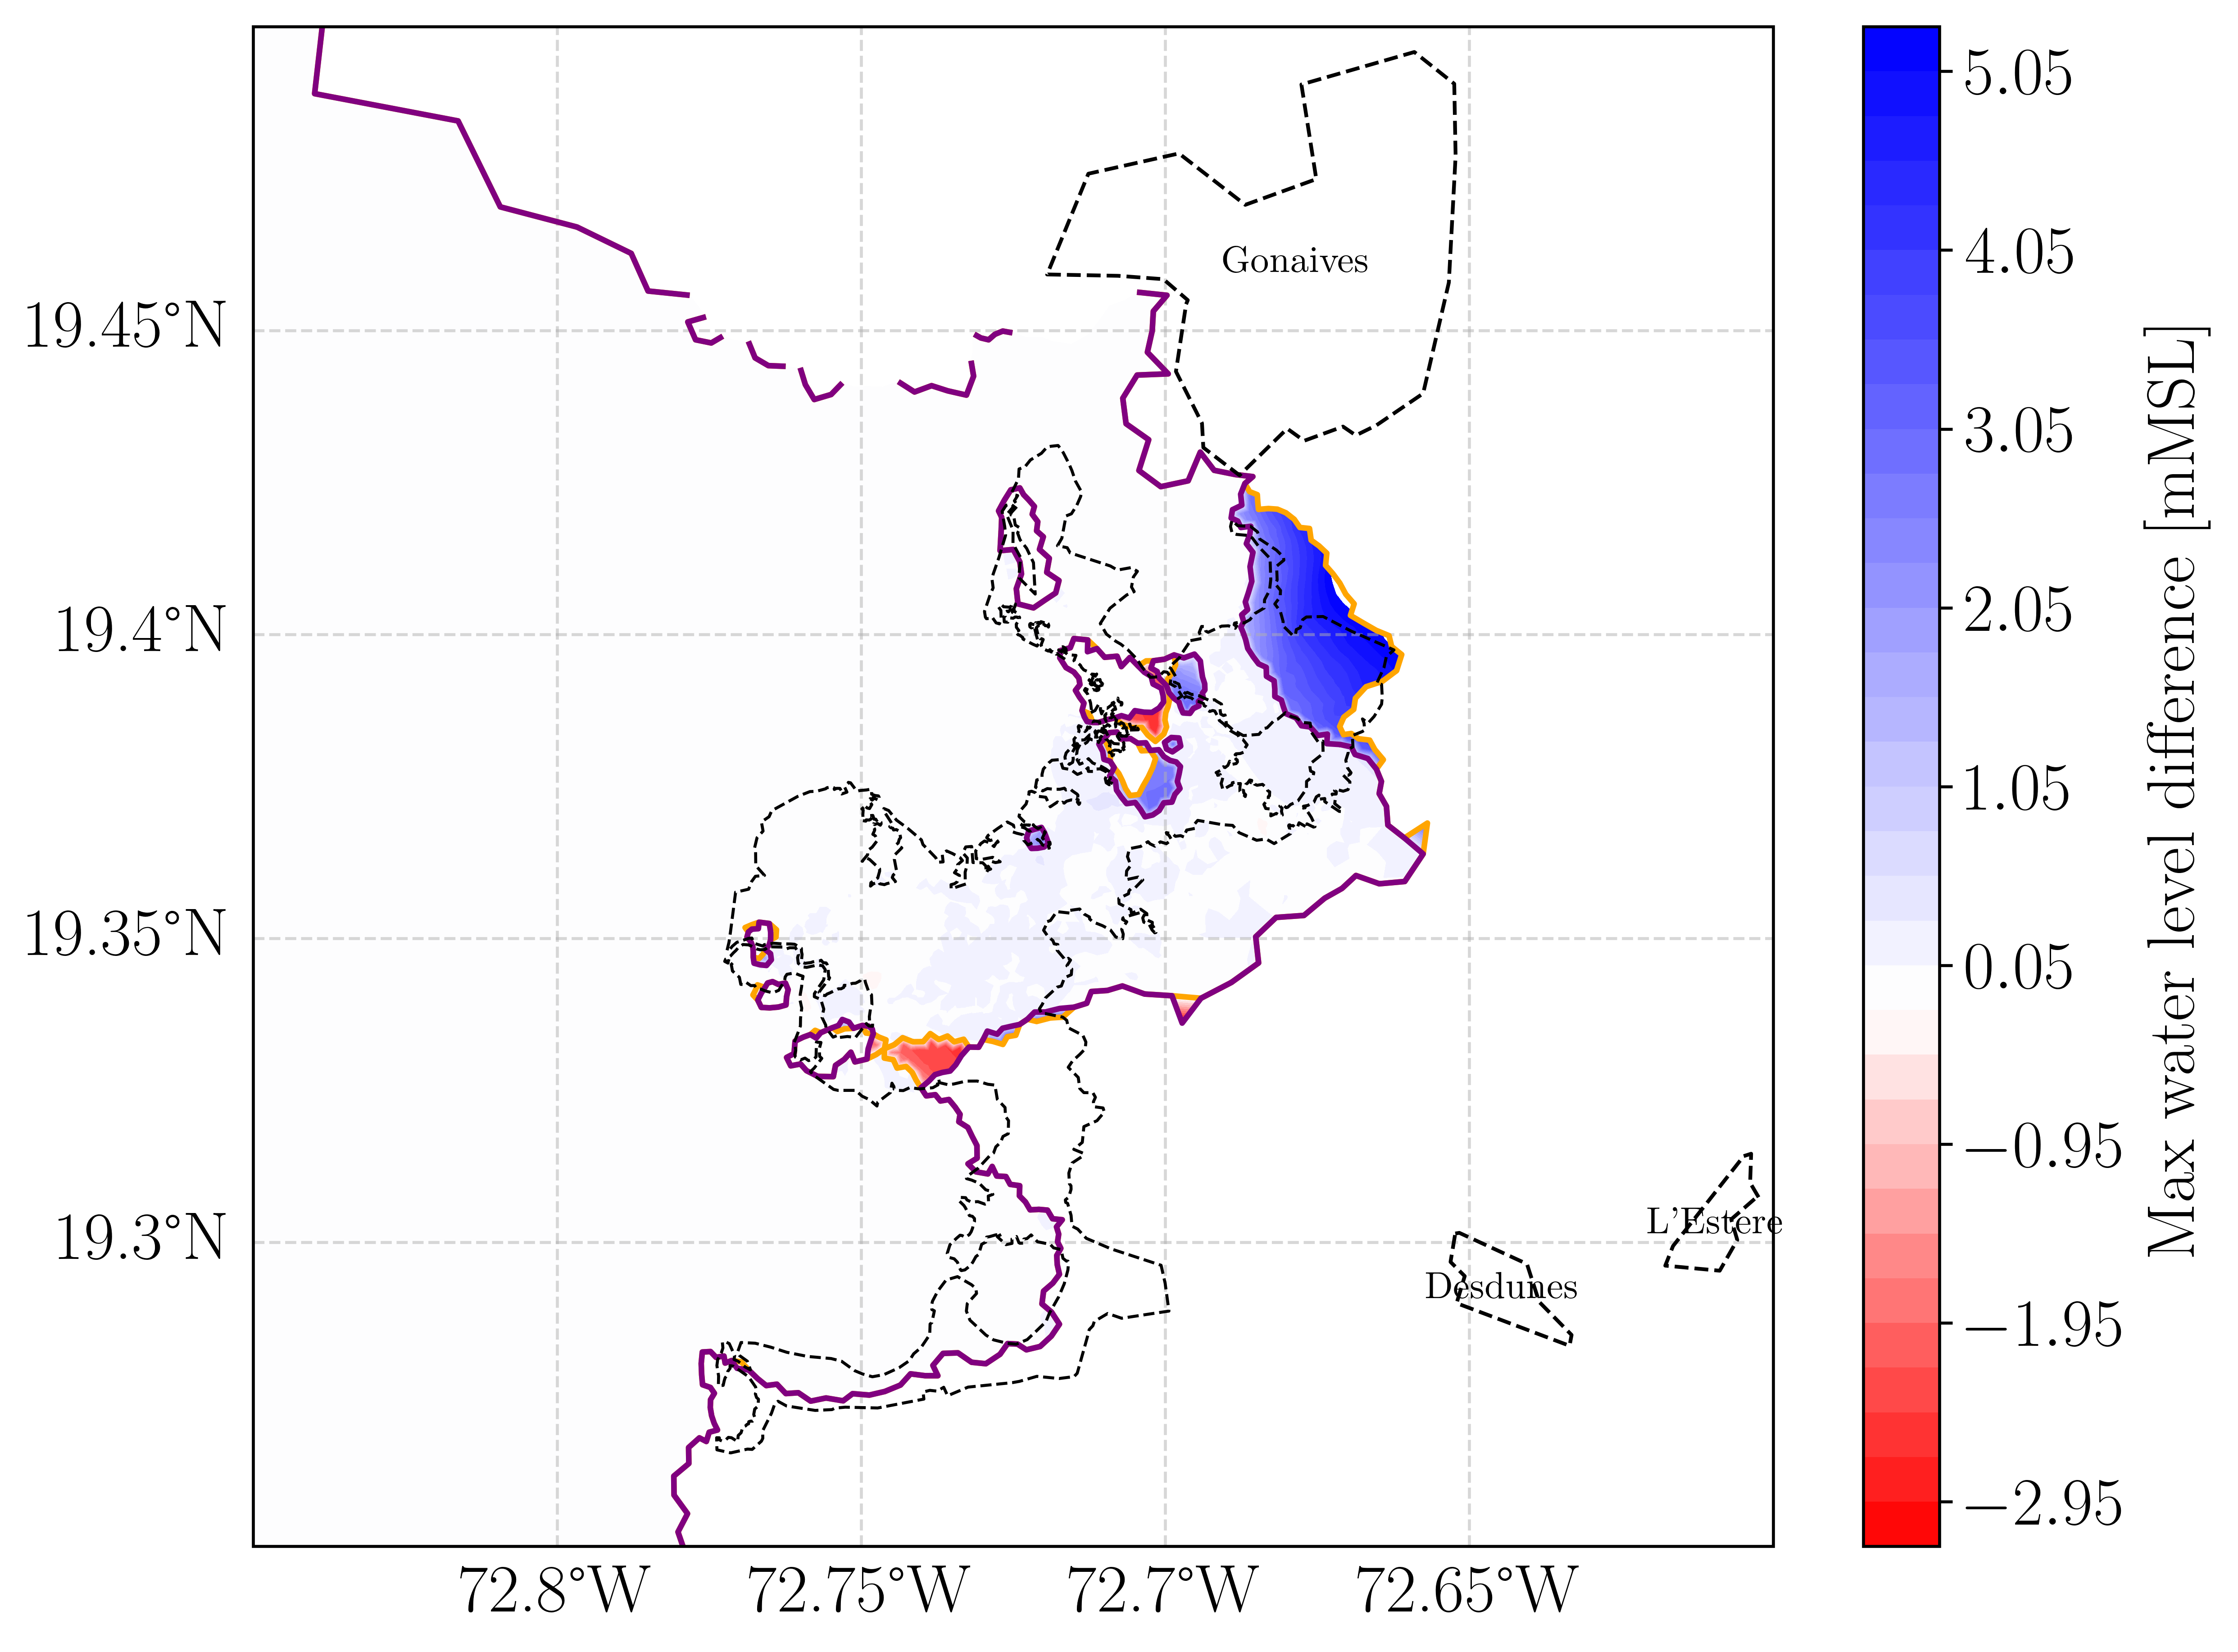 Gonaives
L'Estere
Desdunes
19.45°N
19.4°N
19.35°N
19.3°N
72.8°W
72.75°W
72.7°W
72.65°W
5.05
4.05
3.05
2.05
1.05
0.05
−0.95
−1.95
−2.95
Max water level difference [mMSL]